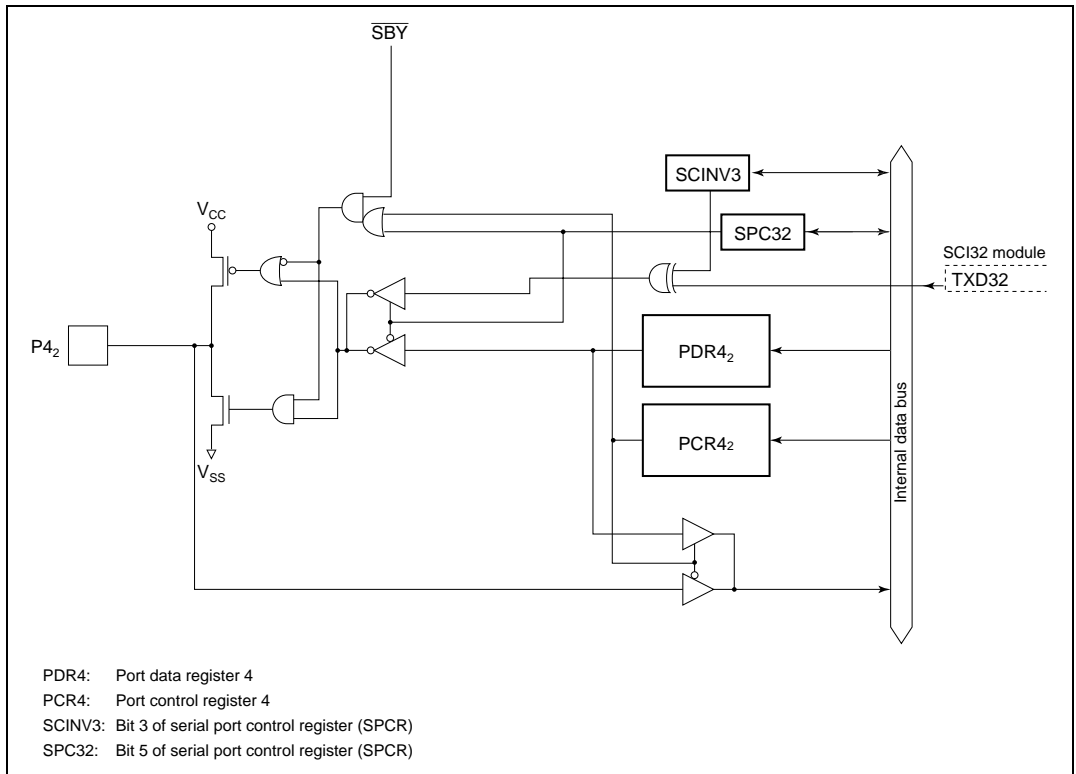 SBY
SCINV3
V_CC
SPC32
SCI32 module
TXD32
P4₂
PDR4₂
PCR4₂
V_SS
Internal data bus
PDR4: Port data register 4
PCR4: Port control register 4
SCINV3: Bit 3 of serial port control register (SPCR)
SPC32: Bit 5 of serial port control register (SPCR)